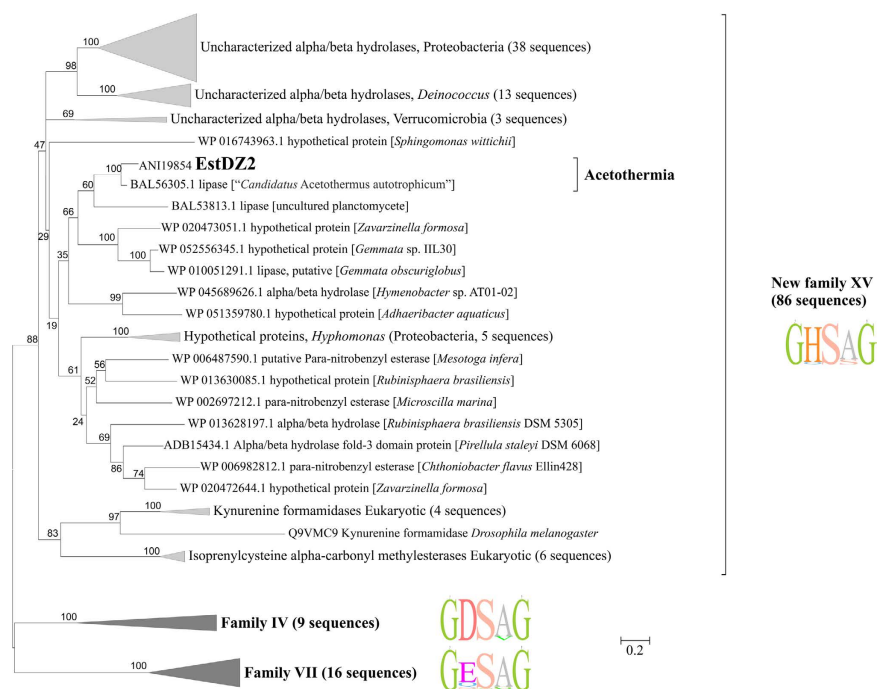 100
Uncharacterized alpha/beta hydrolases, Proteobacteria (38 sequences)
98
100
Uncharacterized alpha/beta hydrolases, Deinococcus (13 sequences)
69
Uncharacterized alpha/beta hydrolases, Verrucomicrobia (3 sequences)
47
WP 016743963.1 hypothetical protein [Sphingomonas wittichii]
100
ANI19854 EstDZ2
Acetothermia
60
BAL56305.1 lipase ["Candidatus Acetothermus autotrophicum"]
66
BAL53813.1 lipase [uncultured planctomycete]
WP 020473051.1 hypothetical protein [Zavarzinella formosa]
29
100
35
100
WP 052556345.1 hypothetical protein [Gemmata sp. IIL30]
WP 010051291.1 lipase, putative [Gemmata obscuriglobus]
New family XV
(86 sequences)
WP 045689626.1 alpha/beta hydrolase [Hymenobacter sp. AT01-02]
99
WP 051359780.1 hypothetical protein [Adhaeribacter aquaticus]
19
88
100
Hypothetical proteins, Hyphomonas (Proteobacteria, 5 sequences)
GHSAG
WP 006487590.1 putative Para-nitrobenzyl esterase [Mesotoga infera]
56
61
52
WP 013630085.1 hypothetical protein [Rubinisphaera brasiliensis]
WP 002697212.1 para-nitrobenzyl esterase [Microscilla marina]
24
WP 013628197.1 alpha/beta hydrolase [Rubinisphaera brasiliensis DSM 5305]
69
ADB15434.1 Alpha/beta hydrolase fold-3 domain protein [Pirellula staleyi DSM 6068]
86
WP 006982812.1 para-nitrobenzyl esterase [Chthoniobacter flavus Ellin428]
74
WP 020472644.1 hypothetical protein [Zavarzinella formosa]
100
Kynurenine formamidases Eukaryotic (4 sequences)
97
83
Q9VMC9 Kynurenine formamidase Drosophila melanogaster
100
Isoprenylcysteine alpha-carbonyl methylesterases Eukaryotic (6 sequences)
100
Family IV (9 sequences)
GDSAG
0.2
100
Family VII (16 sequences)
GESAG